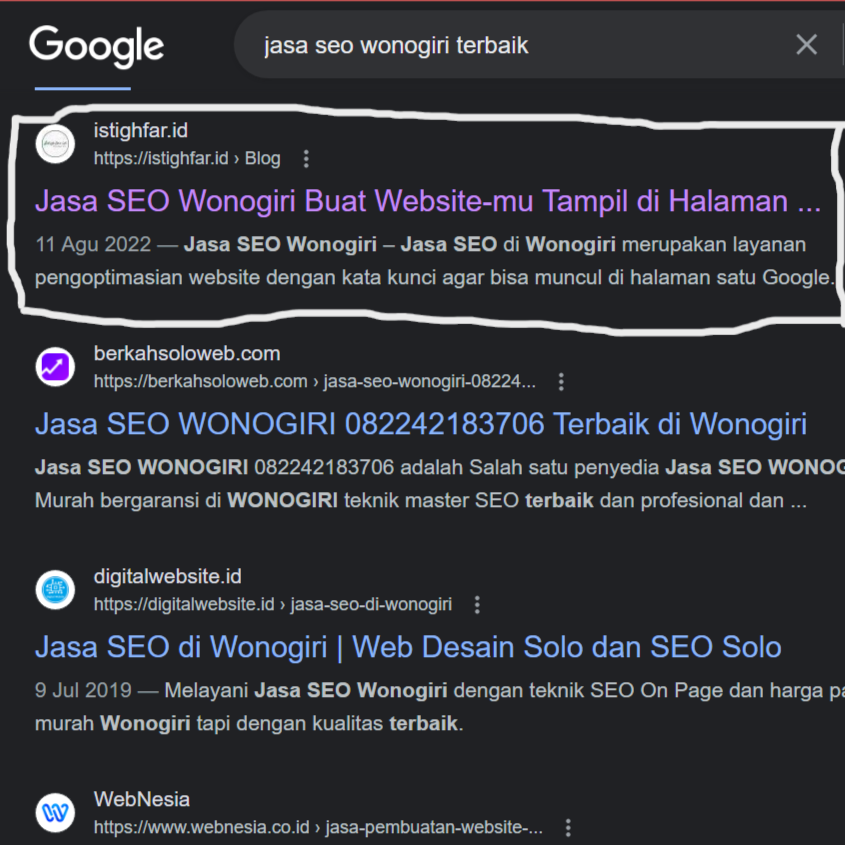 Google
jasa seo wonogiri terbaik
istighfar.id
https://istighfar.id › Blog
Jasa SEO Wonogiri Buat Website-mu Tampil di Halaman ...
11 Agu 2022 — Jasa SEO Wonogiri – Jasa SEO di Wonogiri merupakan layanan
pengoptimasian website dengan kata kunci agar bisa muncul di halaman satu Google.
berkahsoloweb.com
https://berkahsoloweb.com › jasa-seo-wonogiri-08224...
Jasa SEO WONOGIRI 082242183706 Terbaik di Wonogiri
Jasa SEO WONOGIRI 082242183706 adalah Salah satu penyedia Jasa SEO WONOG
Murah bergaransi di WONOGIRI teknik master SEO terbaik dan profesional dan ...
digitalwebsite.id
https://digitalwebsite.id › jasa-seo-di-wonogiri
Jasa SEO di Wonogiri | Web Desain Solo dan SEO Solo
9 Jul 2019 — Melayani Jasa SEO Wonogiri dengan teknik SEO On Page dan harga pa
murah Wonogiri tapi dengan kualitas terbaik.
WebNesia
https://www.webnesia.co.id › jasa-pembuatan-website-...